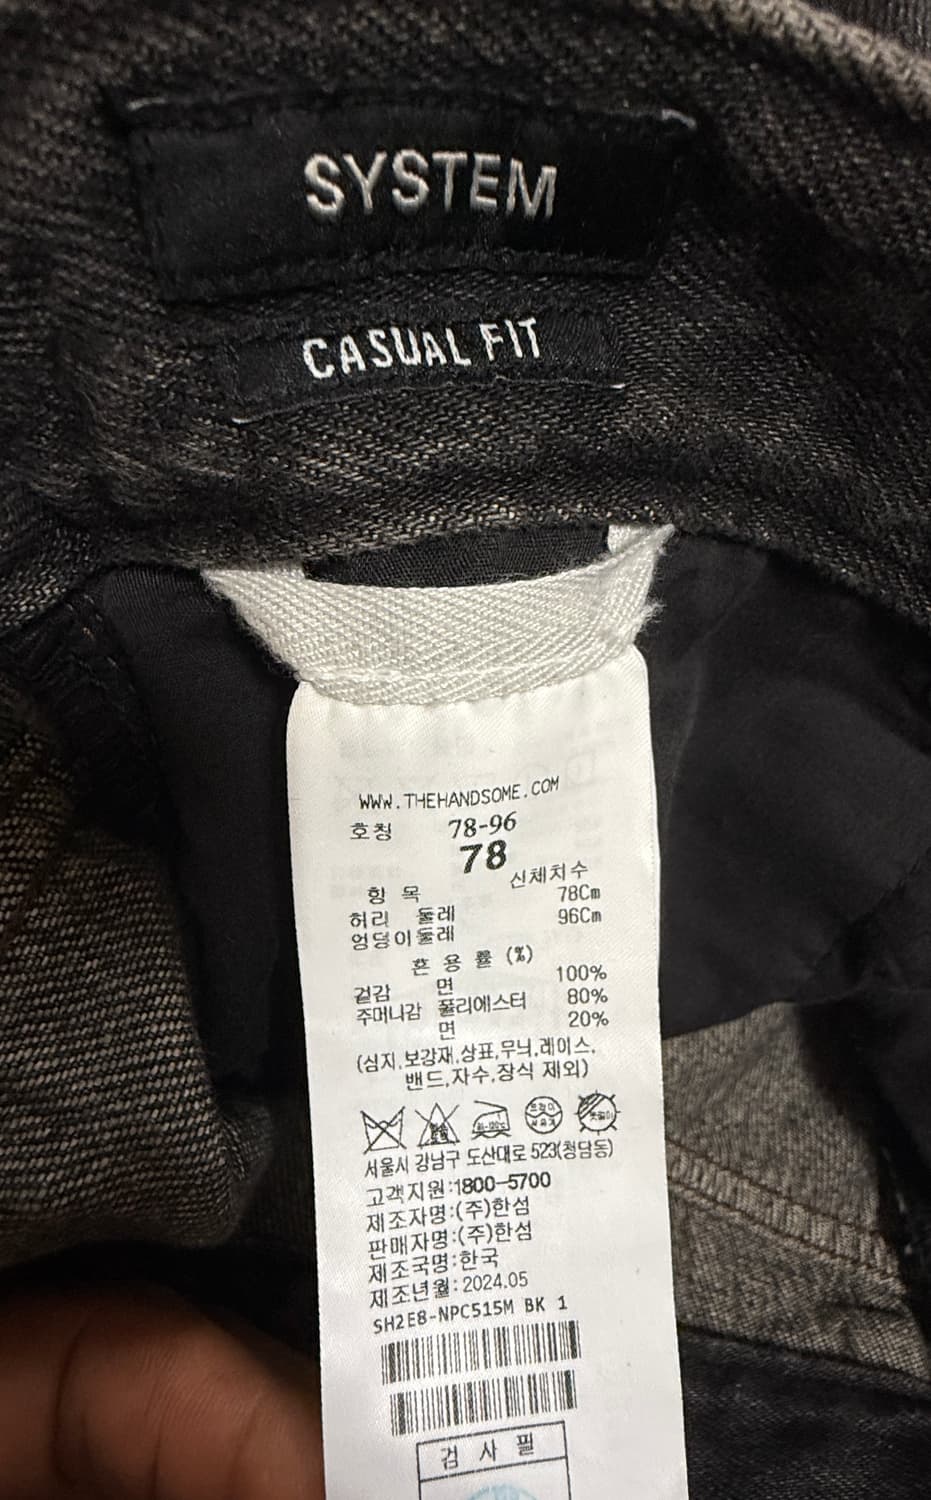 SYSTEM
CASUAL FIT
WWW.THEHANDSOME.COM
호칭 78-96
78
항 목 신체치수
허리 둘레 78Cm
엉덩이둘레 96Cm
혼 용 률 (%)
겉감 면 100%
주머니감 폴리에스터 80%
면 20%
(심지,보강재,상표,무늬,레이스,
밴드,자수,장식 제외)
서울시 강남구 도산대로 523(청담동)
고객지원:1800-5700
제조자명:(주)한섬
판매자명:(주)한섬
제조국명:한국
제조년월:2024.05
SH2E8-NPC515M BK 1
검 사 필